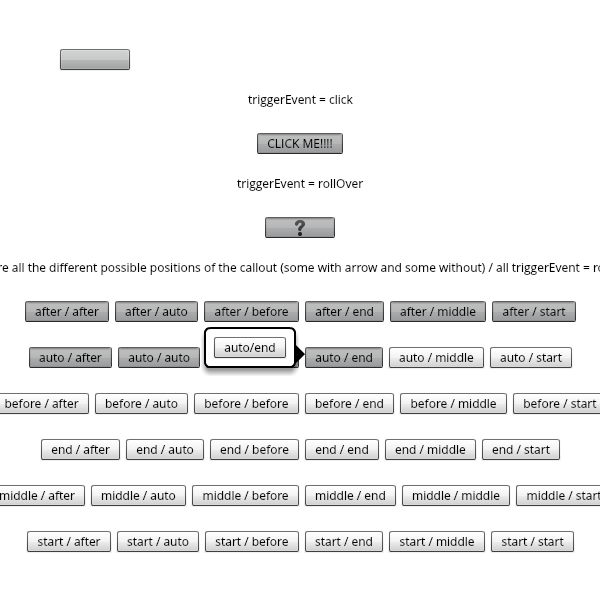 triggerEvent = click
CLICK ME!!!!
triggerEvent = rollOver
?
all the different possible positions of the callout (some with arrow and some without) / all triggerEvent =
after / after after / auto after / before after / end after / middle after / start
auto / after auto / auto auto/end auto / end auto / middle auto / start
before / after before / auto before / before before / end before / middle before / start
end / after end / auto end / before end / end end / middle end / start
middle / after middle / auto middle / before middle / end middle / middle middle / start
start / after start / auto start / before start / end start / middle start / start